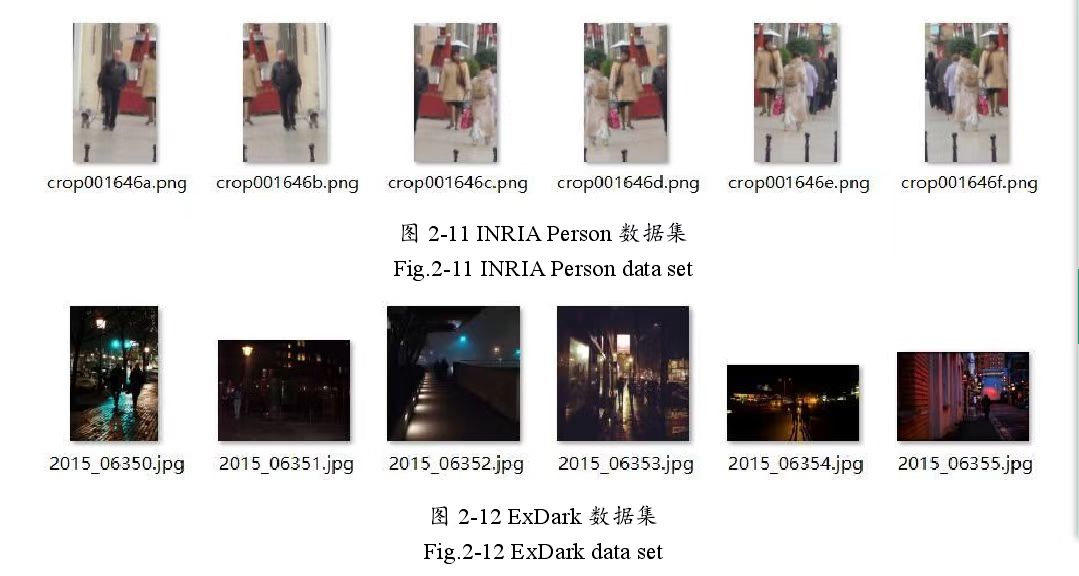 crop001646a.png crop001646b.png crop001646c.png crop001646d.png crop001646e.png crop001646f.png
图 2-11 INRIA Person 数据集
Fig.2-11 INRIA Person data set
2015_06350.jpg 2015_06351.jpg 2015_06352.jpg 2015_06353.jpg 2015_06354.jpg 2015_06355.jpg
图 2-12 ExDark 数据集
Fig.2-12 ExDark data set